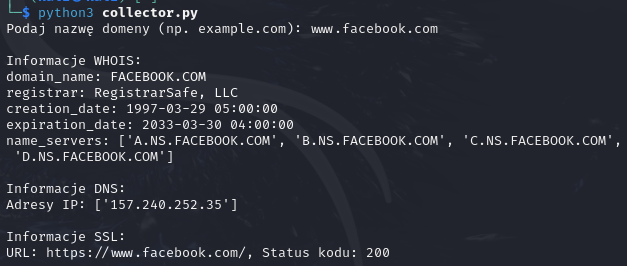 $ python3 collector.py
Podaj nazwę domeny (np. example.com): www.facebook.com
Informacje WHOIS:
domain_name: FACEBOOK.COM
registrar: RegistrarSafe, LLC
creation_date: 1997-03-29 05:00:00
expiration_date: 2033-03-30 04:00:00
name_servers: ['A.NS.FACEBOOK.COM', 'B.NS.FACEBOOK.COM', 'C.NS.FACEBOOK.COM',
'D.NS.FACEBOOK.COM']
Informacje DNS:
Adresy IP: ['157.240.252.35']
Informacje SSL:
URL: https://www.facebook.com/, Status kodu: 200